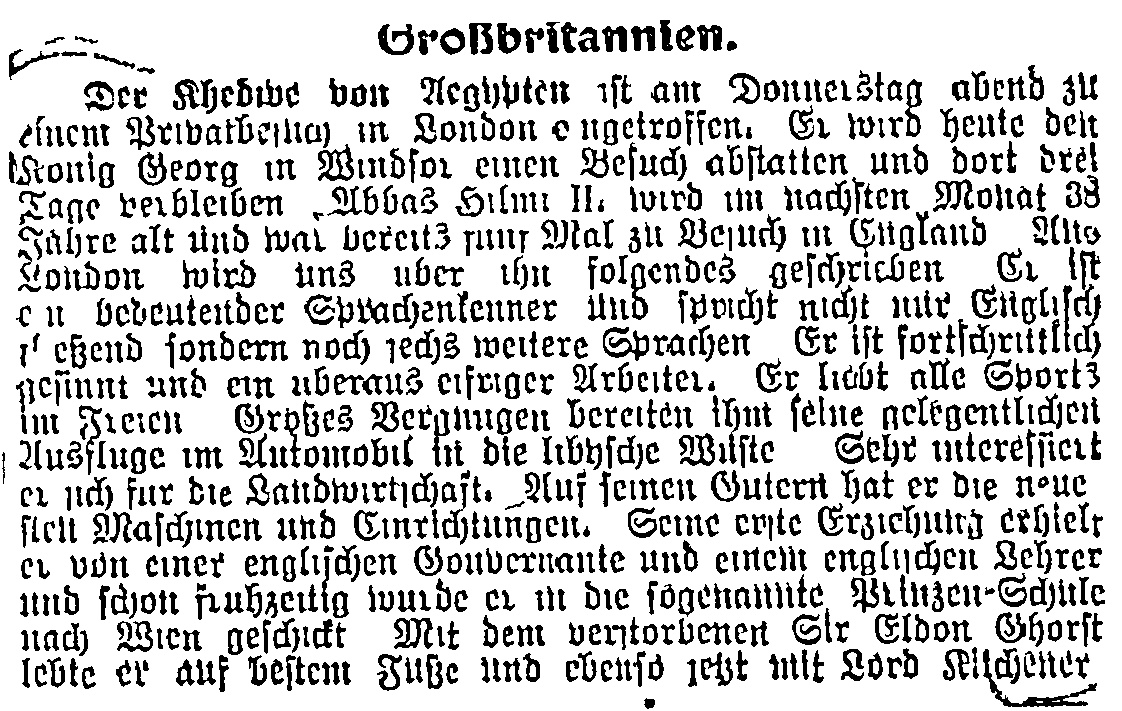 Großbritannien.
Der Khedive von Aegypten ist am Donnerstag abend zu
einem Privatbesuch in London eingetroffen. Er wird heute den
König Georg in Windsor einen Besuch abstatten und dort drei
Tage verbleiben. Abbas Hilmi II. wird im nächsten Monat 38
Jahre alt und war bereits fünf Mal zu Besuch in England. Aus
London wird uns über ihn folgendes geschrieben: Er ist
ein bedeutender Sprachenkenner und spricht nicht nur Englisch
fließend sondern noch sechs weitere Sprachen. Er ist fortschrittlich
gesinnt und ein überaus eifriger Arbeiter. Er liebt alle Sports
im Freien. Großes Vergnügen bereiten ihm seine gelegentlichen
Ausflüge im Automobil in die libysche Wüste. Sehr interessiert
er sich für die Landwirtschaft. Auf seinen Gütern hat er die neue
sten Maschinen und Einrichtungen. Seine erste Erziehung erhielt
er von einer englischen Gouvernante und einem englischen Lehrer
und schon frühzeitig wurde er in die sogenannte Prinzen-Schule
nach Wien geschickt. Mit dem verstorbenen Sir Eldon Ghorst
lebte er auf bestem Fuße und ebenso jetzt mit Lord Kitchener